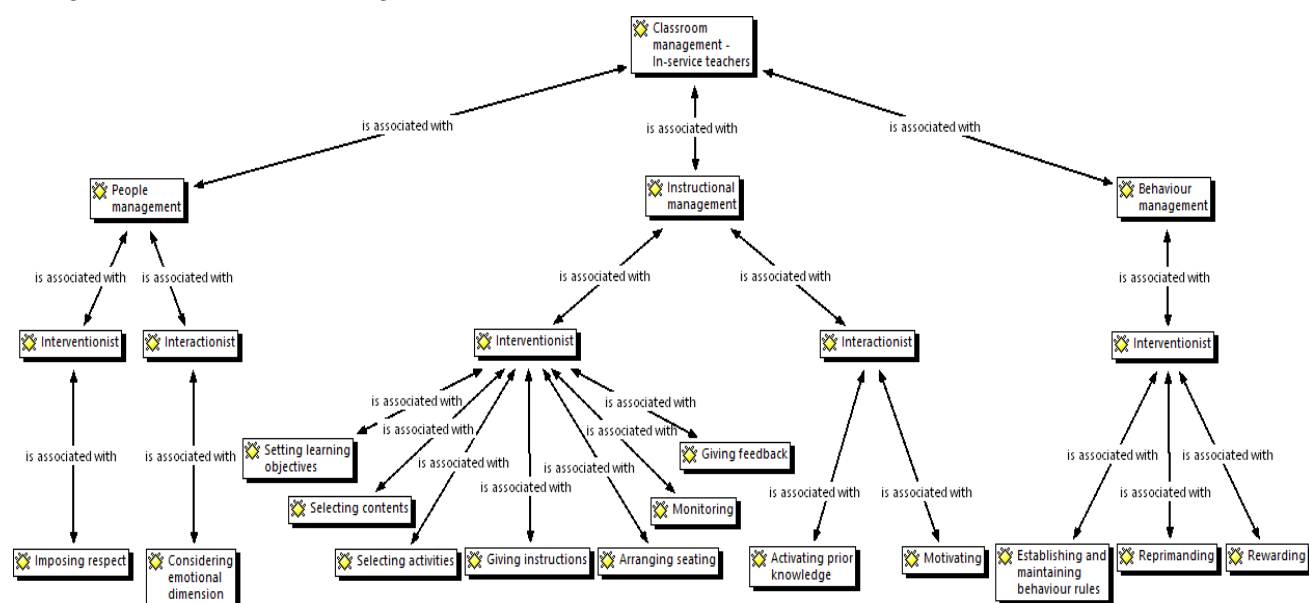 Classroom
management -
In-service teachers
is associated with
is associated with
is associated with
People
management
Instructional
management
Behaviour
management
is associated with
is associated with
is associated with
is associated with
is associated with
Interventionist
Interactionist
Interventionist
Interactionist
Interventionist
is associated with
is associated with
is associated with
is associated with
is associated with
is associated with
is associated with
is associated with
is associated with
is associated with
is associated with
is associated with
is associated with
is associated with
Setting learning
objectives
Giving feedback
Selecting contents
Monitoring
Imposing respect
Considering
emotional
dimension
Selecting activities
Giving instructions
Arranging seating
Activating prior
knowledge
Motivating
Establishing and
maintaining
behaviour rules
Reprimanding
Rewarding